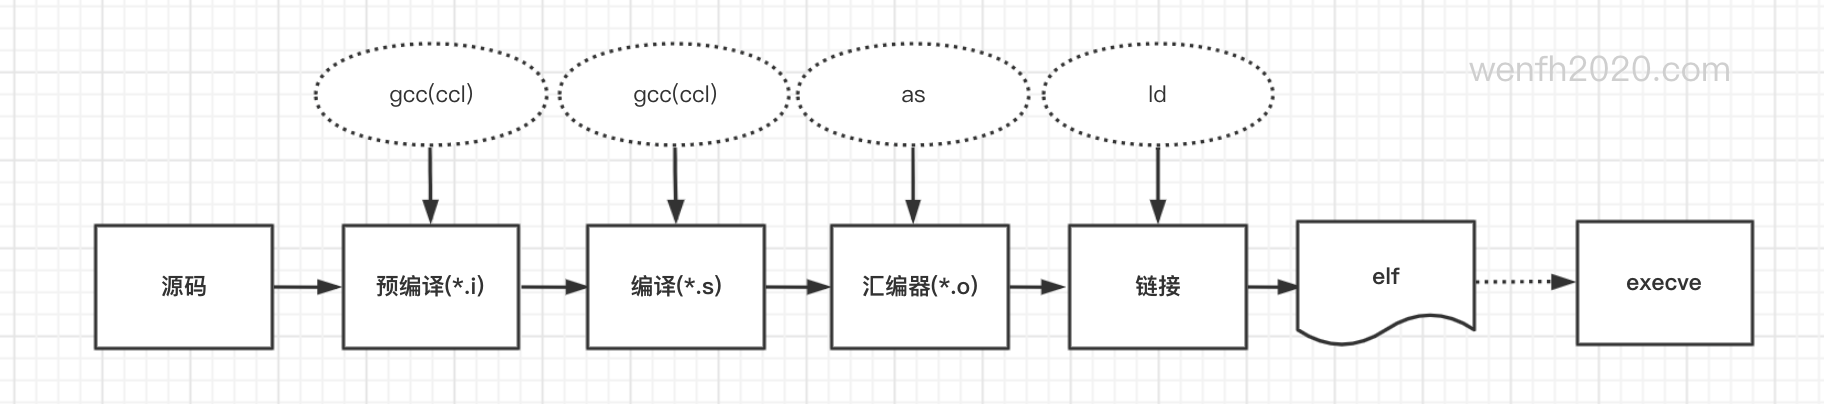 wenfh2020.com
gcc(ccl)
gcc(ccl)
as
ld
源码
预编译(*.i)
编译(*.s)
汇编器(*.o)
链接
elf
execve